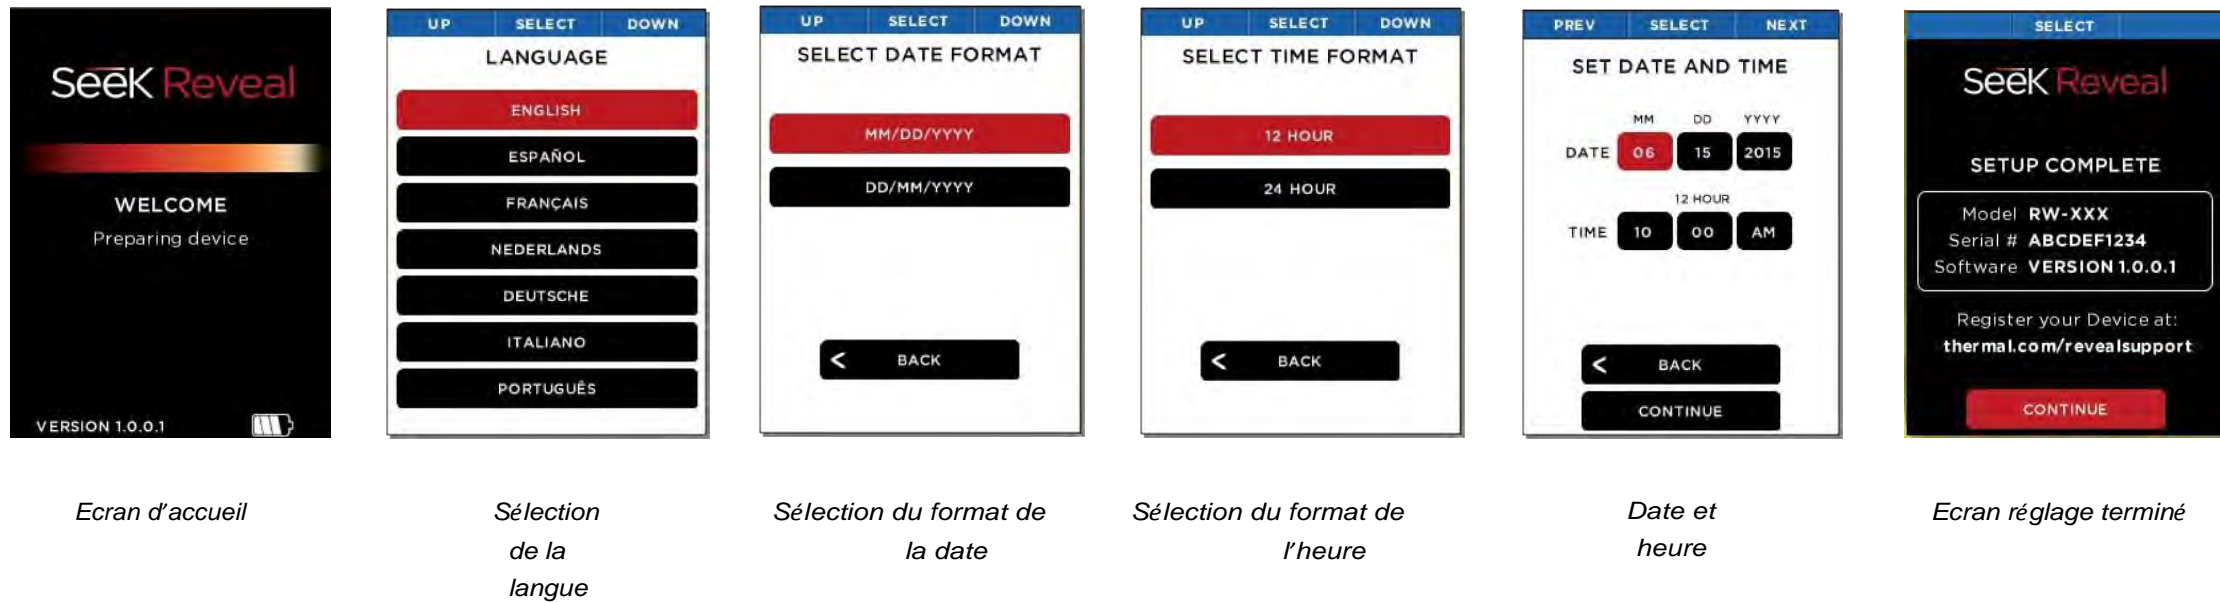 Seek Reveal
WELCOME
Preparing device
VERSION 1.0.0.1
UP SELECT DOWN
LANGUAGE
ENGLISH
ESPAÑOL
FRANÇAIS
NEDERLANDS
DEUTSCHE
ITALIANO
PORTUGUÊS
UP SELECT DOWN
SELECT DATE FORMAT
MM/DD/YYYY
DD/MM/YYYY
< BACK
UP SELECT DOWN
SELECT TIME FORMAT
12 HOUR
24 HOUR
< BACK
PREV SELECT NEXT
SET DATE AND TIME
MM DD YYYY
DATE 06 15 2015
12 HOUR
TIME 10 00 AM
< BACK
CONTINUE
SELECT
Seek Reveal
SETUP COMPLETE
Model RW-XXX
Serial # ABCDEF1234
Software VERSION 1.0.0.1
Register your Device at:
thermal.com/revealsupport
CONTINUE
Ecran d'accueil
Sélection
de la
langue
Sélection du format de
la date
Sélection du format de
l'heure
Date et
heure
Ecran réglage terminé